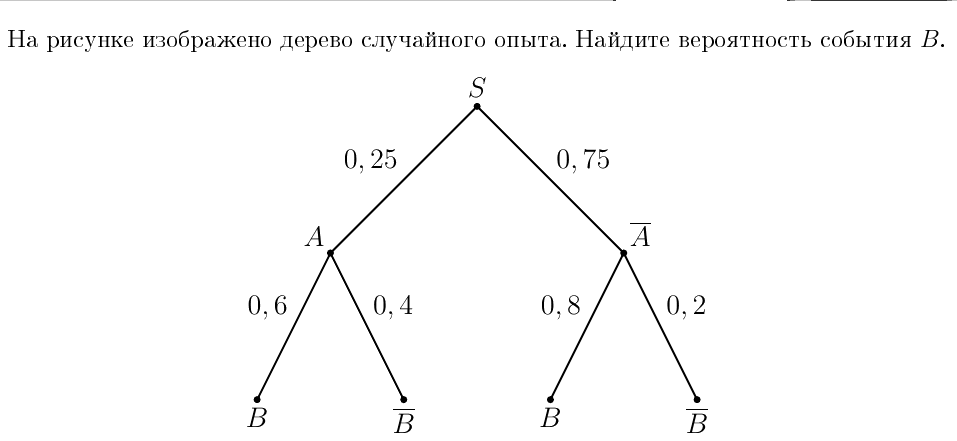 На рисунке изображено дерево случайного опыта. Найдите вероятность события B.
S
0,25 0,75
A A̅
0,6 0,4 0,8 0,2
B B̅ B B̅